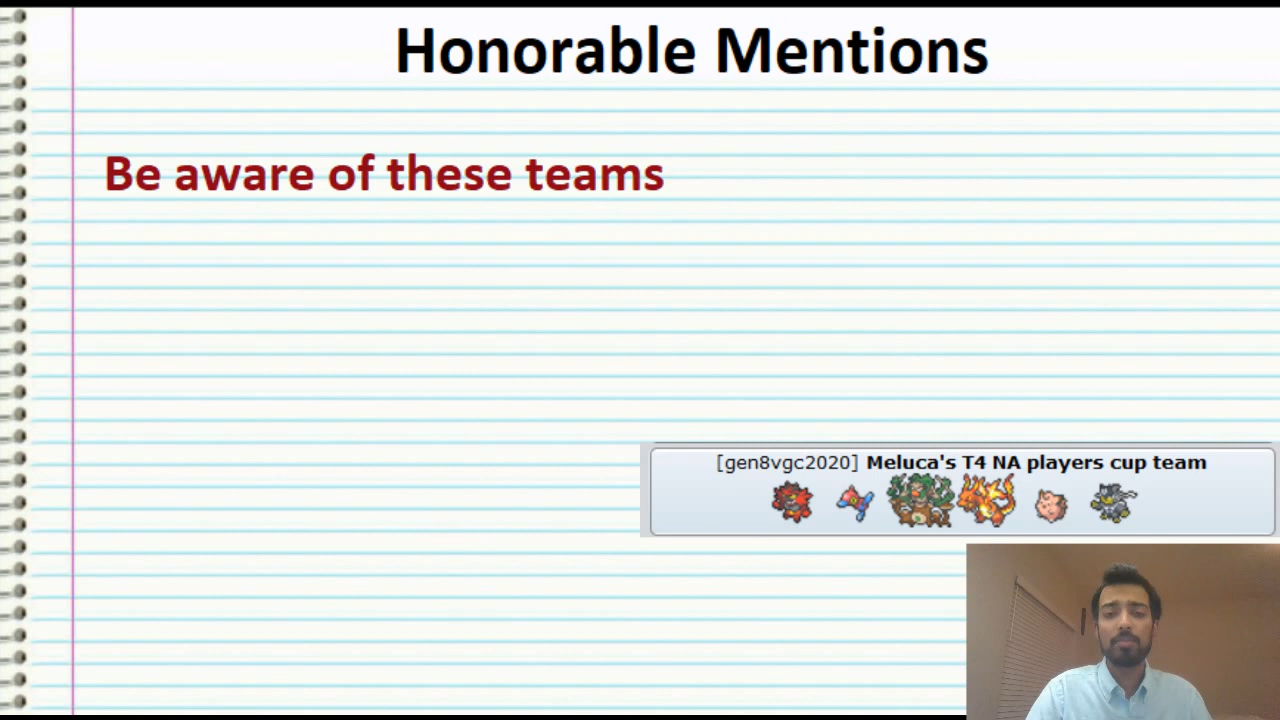 Honorable Mentions
Be aware of these teams
[gen8vgc2020] Meluca's T4 NA players cup team